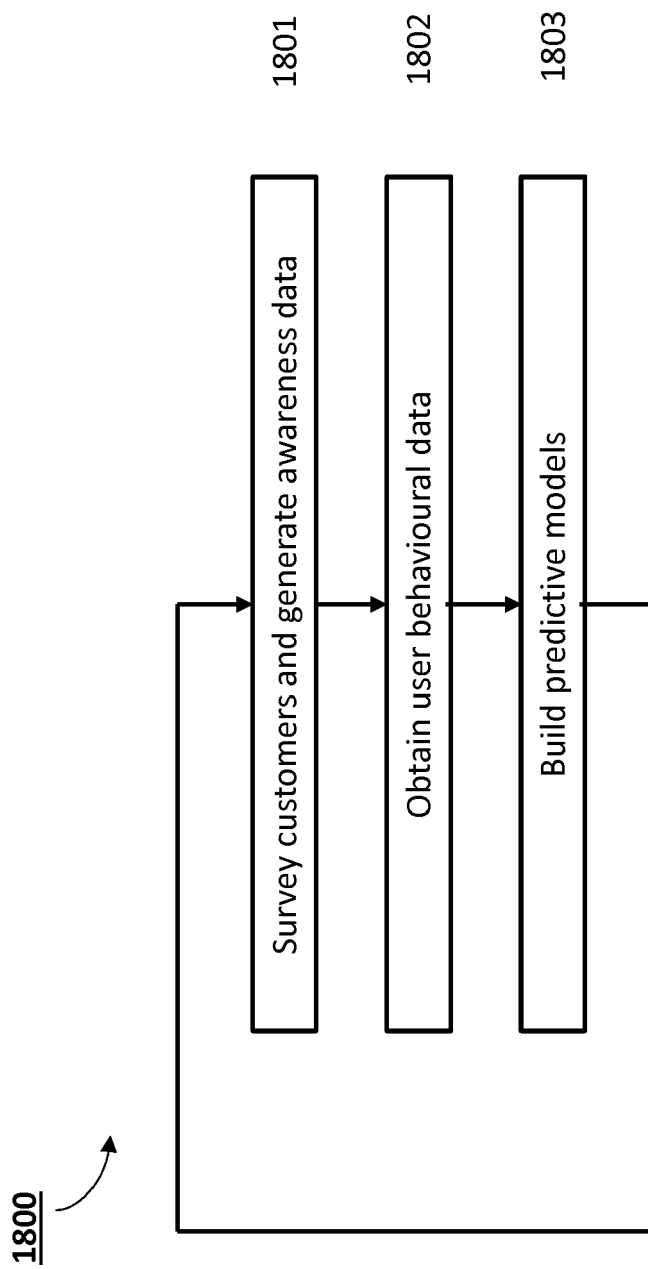 1800
Survey customers and generate awareness data
1801
Obtain user behavioural data
1802
Build predictive models
1803